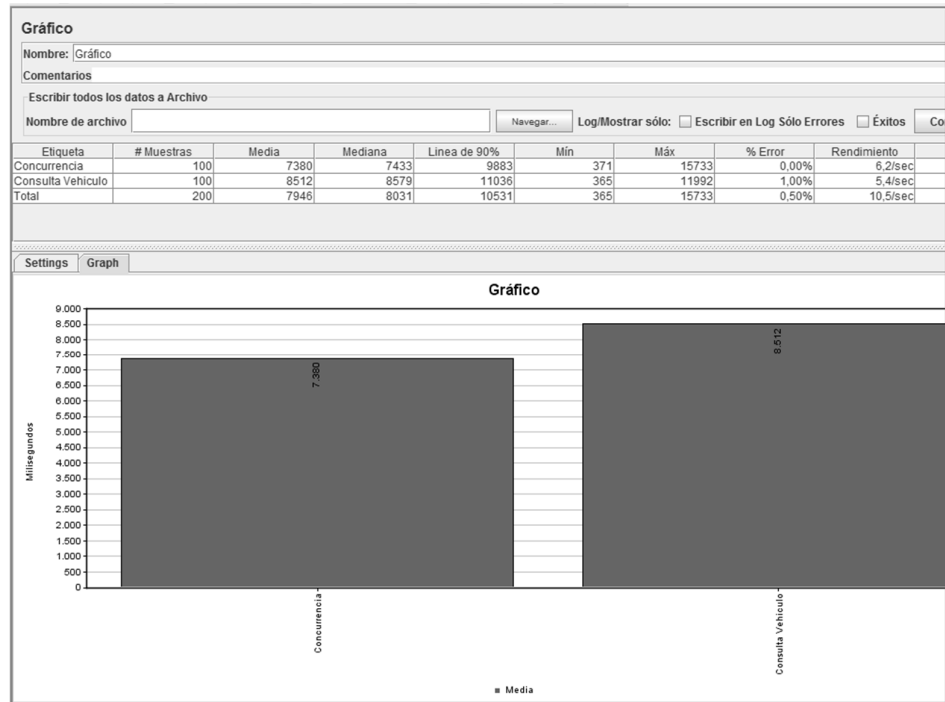 Gráfico
Nombre: Gráfico
Comentarios
Escribir todos los datos a Archivo
Nombre de archivo Navegar... Log/Mostrar sólo: Escribir en Log Sólo Errores Éxitos Co
Etiqueta # Muestras Media Mediana Linea de 90% Mín Máx % Error Rendimiento
Concurrencia 100 7380 7433 9883 371 15733 0,00% 6,2/sec
Consulta Vehiculo 100 8512 8579 11036 365 11992 1,00% 5,4/sec
Total 200 7946 8031 10531 365 15733 0,50% 10,5/sec
Settings Graph
Gráfico
9.000
8.500
8.000
7.500
7.000
6.500
6.000
5.500
5.000
4.500
4.000
3.500
3.000
2.500
2.000
1.500
1.000
500
0
Milisegundos
7.380
8.512
Concurrencia
Consulta Vehiculo
Media